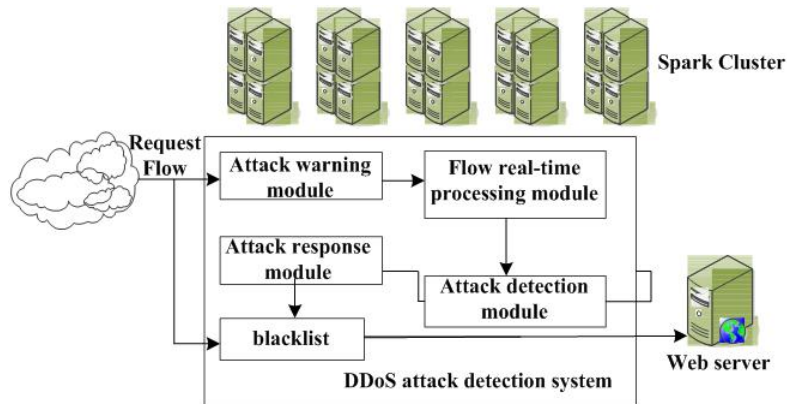 Spark Cluster
Request
Flow
Attack warning
module
Flow real-time
processing module
Attack response
module
Attack detection
module
blacklist
Web server
DDoS attack detection system